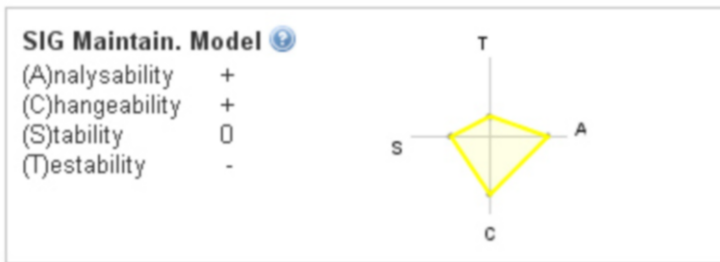 SIG Maintain. Model ?
(A)nalysability +
(C)hangeability +
(S)tability 0
(T)estability -
T
A
S
C